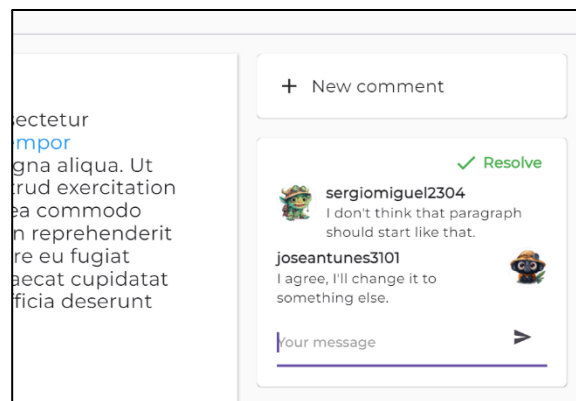 sectetur
empor
gna aliqua. Ut
trud exercitation
ea commodo
n reprehenderit
re eu fugiat
aecat cupidatat
fficia deserunt
+ New comment
Resolve
sergiomiguel2304
I don't think that paragraph
should start like that.
joseantunes3101
I agree, I'll change it to
something else.
Your message